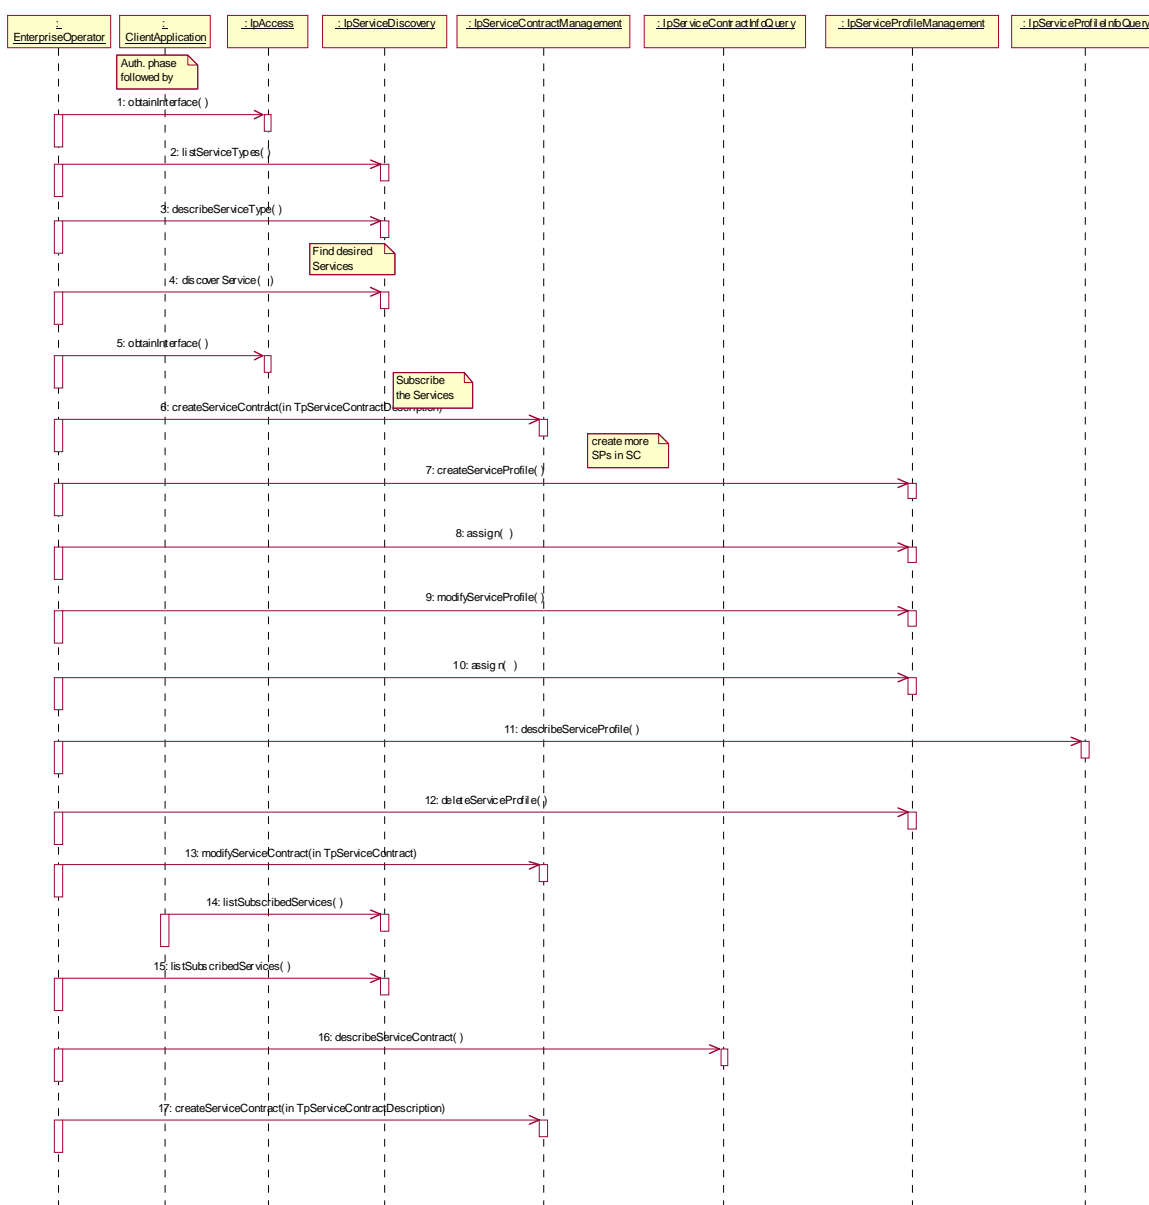 :
EnterpriseOperator
:
ClientApplication
: IpAccess
: IpServiceDiscovery
: IpServiceContractManagement
: IpServiceContractInfoQuery
: IpServiceProfileManagement
: IpServiceProfileInfoQuery
Auth. phase
followed by
1: obtainInterface( )
2: listServiceTypes( )
3: describeServiceType( )
Find desired
Services
4: discoverService( )
5: obtainInterface( )
Subscribe
the Services
6: createServiceContract(in TpServiceContractDescription)
create more
SPs in SC
7: createServiceProfile( )
8: assign( )
9: modifyServiceProfile( )
10: assign( )
11: describeServiceProfile( )
12: deleteServiceProfile( )
13: modifyServiceContract(in TpServiceContract)
14: listSubscribedServices( )
15: listSubscribedServices( )
16: describeServiceContract( )
17: createServiceContract(in TpServiceContractDescription)